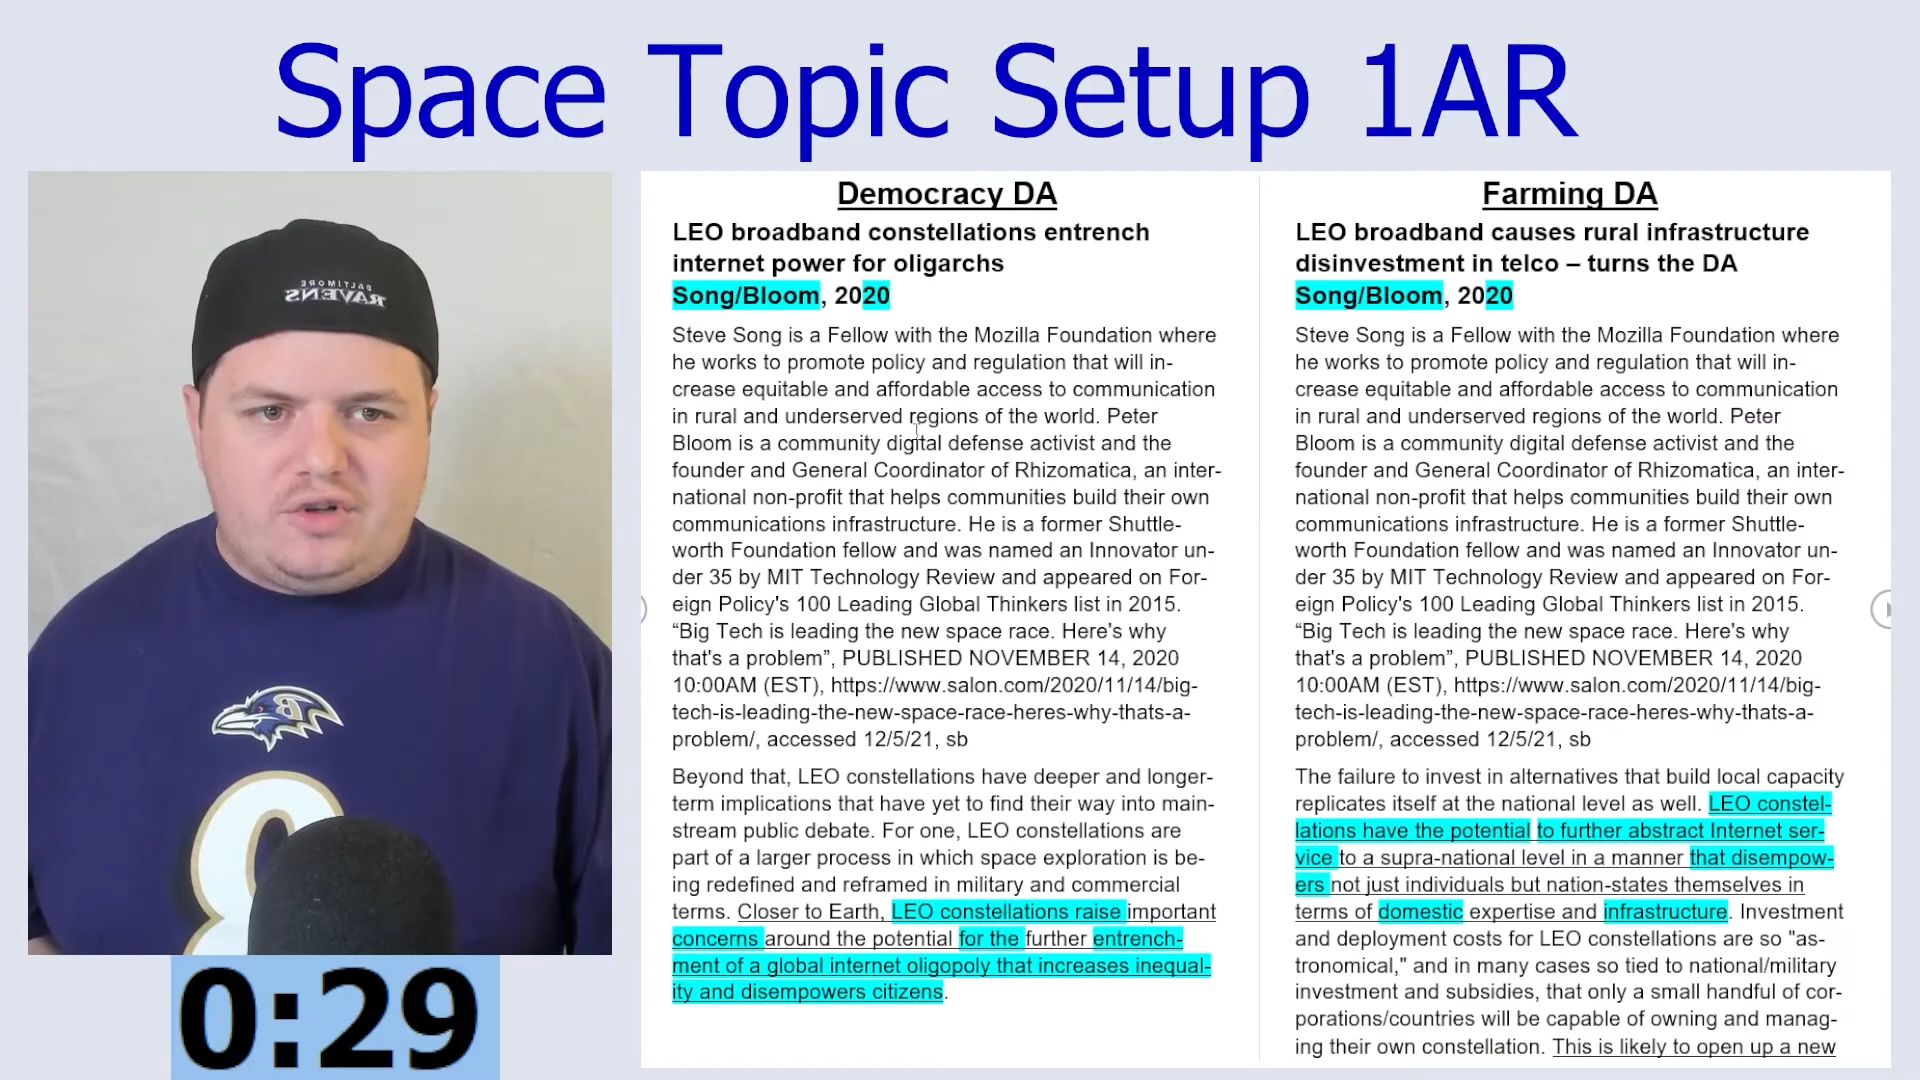 Space Topic Setup 1AR
BALTIMORE
RAVENS
B
8
0:29
Democracy DA
LEO broadband constellations entrench
internet power for oligarchs
Song/Bloom, 2020
Steve Song is a Fellow with the Mozilla Foundation where
he works to promote policy and regulation that will in-
crease equitable and affordable access to communication
in rural and underserved regions of the world. Peter
Bloom is a community digital defense activist and the
founder and General Coordinator of Rhizomatica, an inter-
national non-profit that helps communities build their own
communications infrastructure. He is a former Shuttle-
worth Foundation fellow and was named an Innovator un-
der 35 by MIT Technology Review and appeared on For-
eign Policy's 100 Leading Global Thinkers list in 2015.
“Big Tech is leading the new space race. Here's why
that's a problem”, PUBLISHED NOVEMBER 14, 2020
10:00AM (EST), https://www.salon.com/2020/11/14/big-
tech-is-leading-the-new-space-race-heres-why-thats-a-
problem/, accessed 12/5/21, sb
Beyond that, LEO constellations have deeper and longer-
term implications that have yet to find their way into main-
stream public debate. For one, LEO constellations are
part of a larger process in which space exploration is be-
ing redefined and reframed in military and commercial
terms. Closer to Earth, LEO constellations raise important
concerns around the potential for the further entrench-
ment of a global internet oligopoly that increases inequal-
ity and disempowers citizens.
Farming DA
LEO broadband causes rural infrastructure
disinvestment in telco – turns the DA
Song/Bloom, 2020
Steve Song is a Fellow with the Mozilla Foundation where
he works to promote policy and regulation that will in-
crease equitable and affordable access to communication
in rural and underserved regions of the world. Peter
Bloom is a community digital defense activist and the
founder and General Coordinator of Rhizomatica, an inter-
national non-profit that helps communities build their own
communications infrastructure. He is a former Shuttle-
worth Foundation fellow and was named an Innovator un-
der 35 by MIT Technology Review and appeared on For-
eign Policy's 100 Leading Global Thinkers list in 2015.
“Big Tech is leading the new space race. Here's why
that's a problem”, PUBLISHED NOVEMBER 14, 2020
10:00AM (EST), https://www.salon.com/2020/11/14/big-
tech-is-leading-the-new-space-race-heres-why-thats-a-
problem/, accessed 12/5/21, sb
The failure to invest in alternatives that build local capacity
replicates itself at the national level as well. LEO constel-
lations have the potential to further abstract Internet ser-
vice to a supra-national level in a manner that disempow-
ers not just individuals but nation-states themselves in
terms of domestic expertise and infrastructure. Investment
and deployment costs for LEO constellations are so "as-
tronomical," and in many cases so tied to national/military
investment and subsidies, that only a small handful of cor-
porations/countries will be capable of owning and manag-
ing their own constellation. This is likely to open up a new